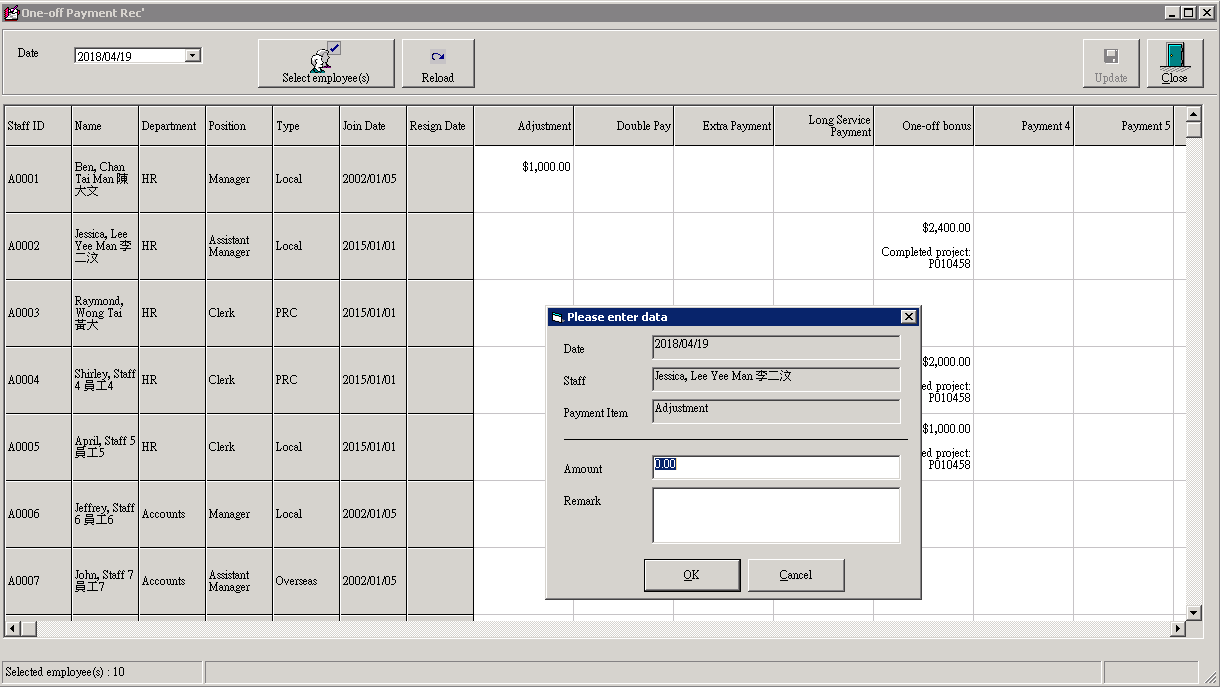 One-off Payment Rec'
Date
2018/04/19
Select employee(s)
Reload
Update
Close
Staff ID
Name
Department
Position
Type
Join Date
Resign Date
Adjustment
Double Pay
Extra Payment
Long Service
Payment
One-off bonus
Payment 4
Payment 5
A0001
Ben, Chan
Tai Man 陳
大文
HR
Manager
Local
2002/01/05
$1,000.00
A0002
Jessica, Lee
Yee Man 李
二汶
HR
Assistant
Manager
Local
2015/01/01
$2,400.00
Completed project:
P010458
A0003
Raymond,
Wong Tai
黃大
HR
Clerk
PRC
2015/01/01
A0004
Shirley, Staff
4 員工4
HR
Clerk
PRC
2015/01/01
$2,000.00
ed project:
P010458
A0005
April, Staff 5
員工5
HR
Clerk
Local
2015/01/01
$1,000.00
ed project:
P010458
A0006
Jeffrey, Staff
6 員工6
Accounts
Manager
Local
2002/01/05
A0007
John, Staff 7
員工7
Accounts
Assistant
Manager
Overseas
2002/01/05
Please enter data
Date
2018/04/19
Staff
Jessica, Lee Yee Man 李二汶
Payment Item
Adjustment
Amount
0.00
Remark
OK
Cancel
Selected employee(s) : 10